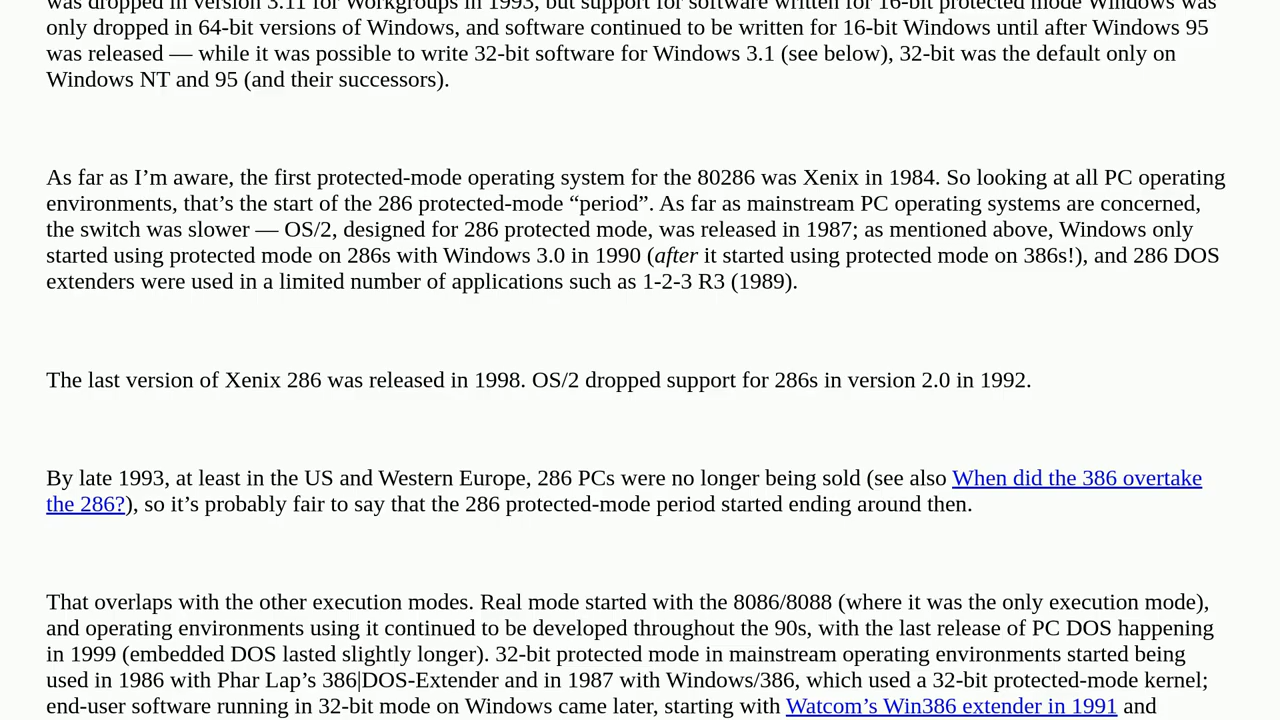 was dropped in version 3.11 for Workgroups in 1993, but support for software written for 16-bit protected mode Windows was
only dropped in 64-bit versions of Windows, and software continued to be written for 16-bit Windows until after Windows 95
was released — while it was possible to write 32-bit software for Windows 3.1 (see below), 32-bit was the default only on
Windows NT and 95 (and their successors).
As far as I’m aware, the first protected-mode operating system for the 80286 was Xenix in 1984. So looking at all PC operating
environments, that’s the start of the 286 protected-mode “period”. As far as mainstream PC operating systems are concerned,
the switch was slower — OS/2, designed for 286 protected mode, was released in 1987; as mentioned above, Windows only
started using protected mode on 286s with Windows 3.0 in 1990 (after it started using protected mode on 386s!), and 286 DOS
extenders were used in a limited number of applications such as 1-2-3 R3 (1989).
The last version of Xenix 286 was released in 1998. OS/2 dropped support for 286s in version 2.0 in 1992.
By late 1993, at least in the US and Western Europe, 286 PCs were no longer being sold (see also When did the 386 overtake
the 286?), so it’s probably fair to say that the 286 protected-mode period started ending around then.
That overlaps with the other execution modes. Real mode started with the 8086/8088 (where it was the only execution mode),
and operating environments using it continued to be developed throughout the 90s, with the last release of PC DOS happening
in 1999 (embedded DOS lasted slightly longer). 32-bit protected mode in mainstream operating environments started being
used in 1986 with Phar Lap’s 386|DOS-Extender and in 1987 with Windows/386, which used a 32-bit protected-mode kernel;
end-user software running in 32-bit mode on Windows came later, starting with Watcom’s Win386 extender in 1991 and